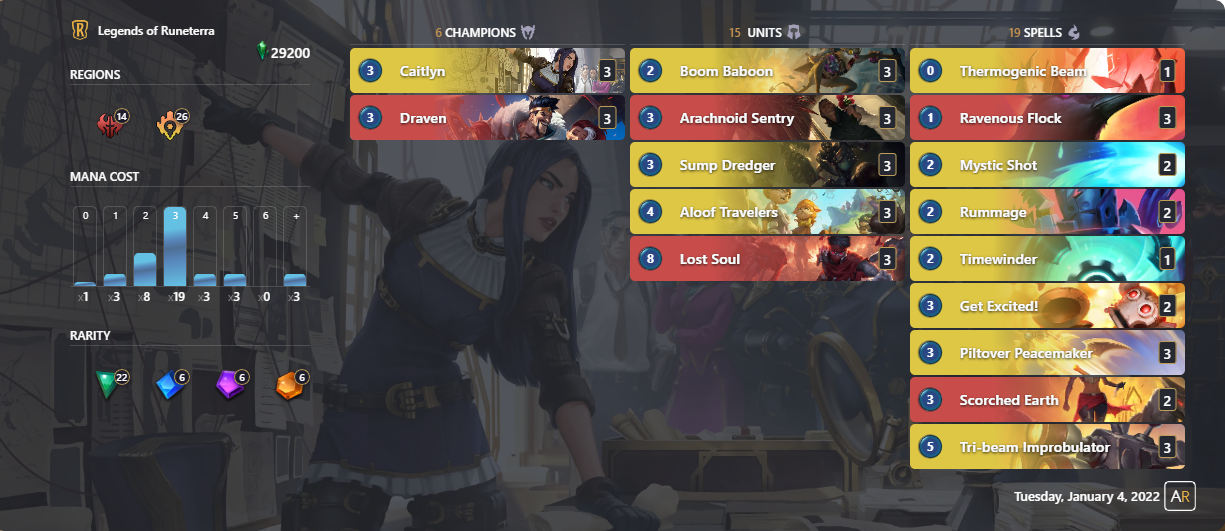 Legends of Runeterra
29200
REGIONS
14
26
MANA COST
0 1 2 3 4 5 6 +
x1 x3 x8 x19 x3 x3 x0 x3
RARITY
22 6 6 6
6 CHAMPIONS
3 Caitlyn 3
3 Draven 3
15 UNITS
2 Boom Baboon 3
3 Arachnoid Sentry 3
3 Sump Dredger 3
4 Aloof Travelers 3
8 Lost Soul 3
19 SPELLS
0 Thermogenic Beam 1
1 Ravenous Flock 3
2 Mystic Shot 2
2 Rummage 2
2 Timewinder 1
3 Get Excited! 2
3 Piltover Peacemaker 3
3 Scorched Earth 2
5 Tri-beam Improbulator 3
Tuesday, January 4, 2022
AR